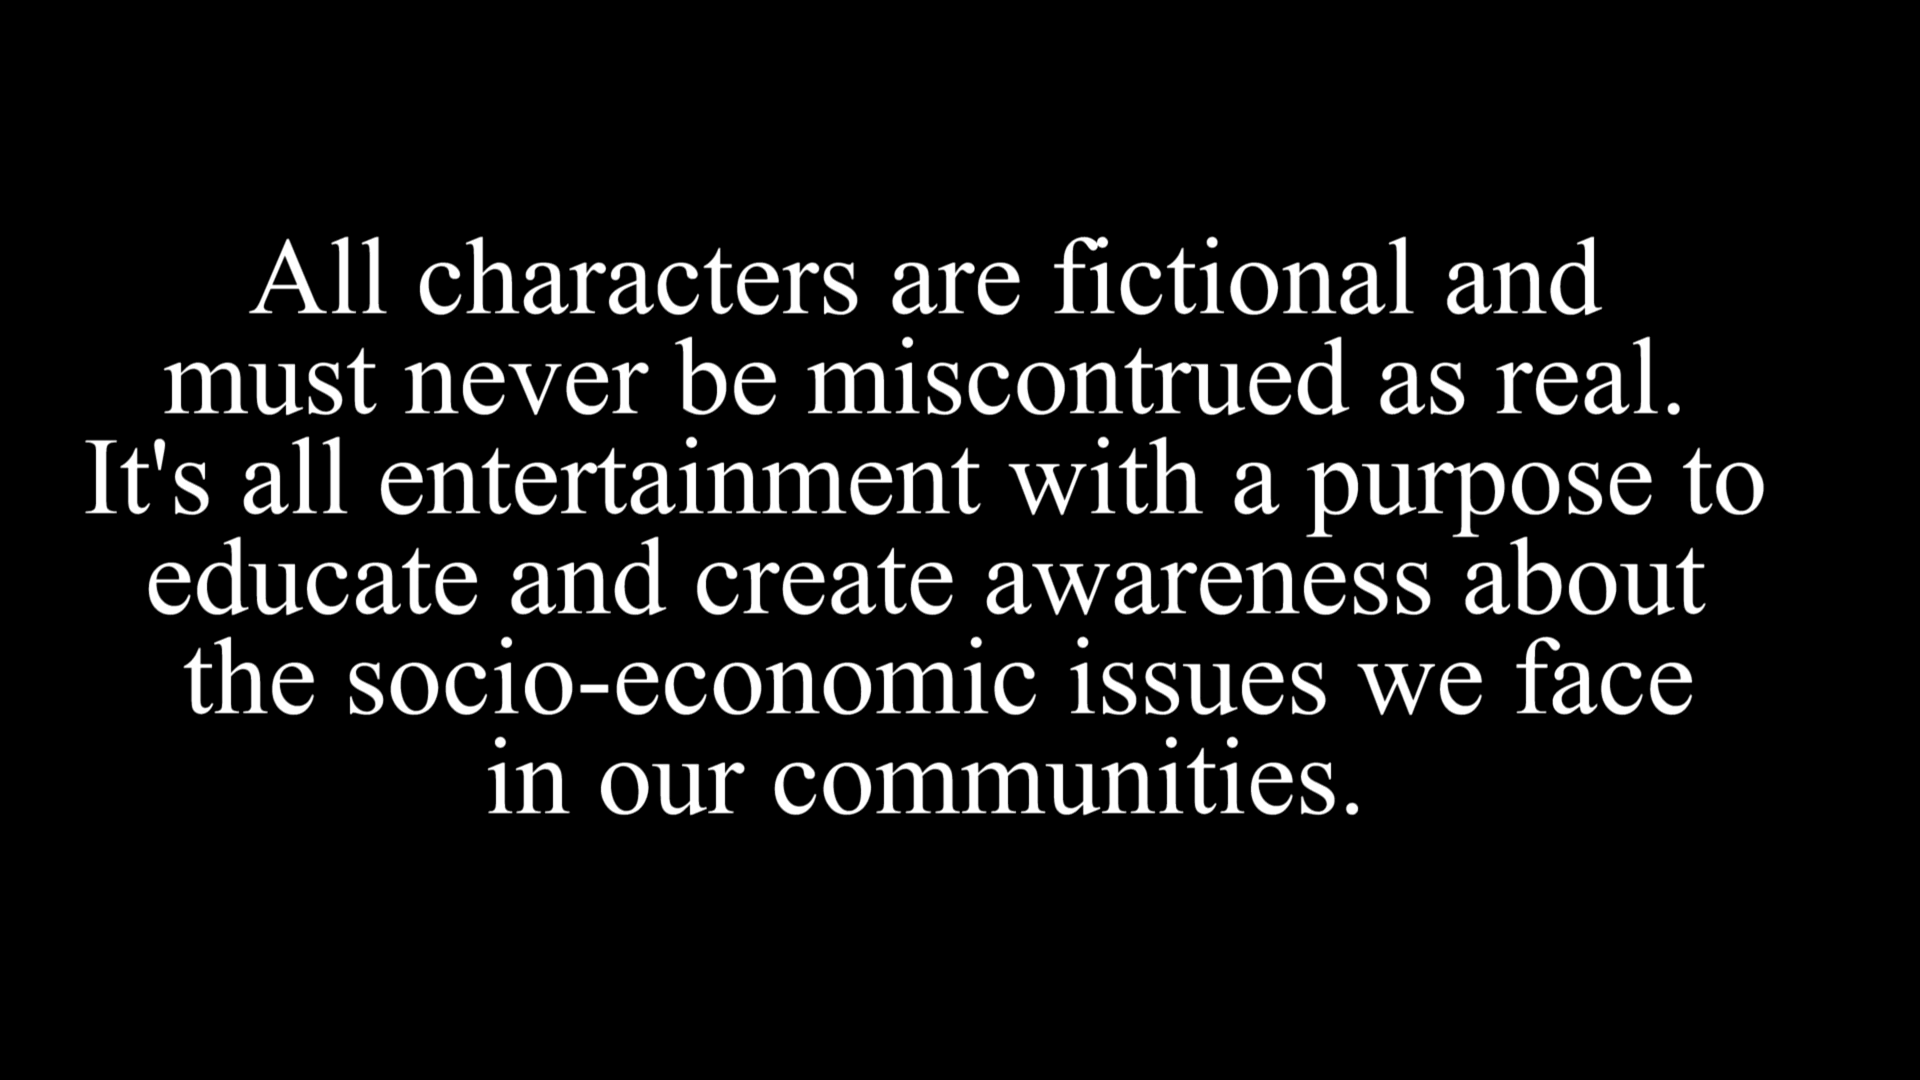 All characters are fictional and
must never be miscontrued as real.
It's all entertainment with a purpose to
educate and create awareness about
the socio-economic issues we face
in our communities.